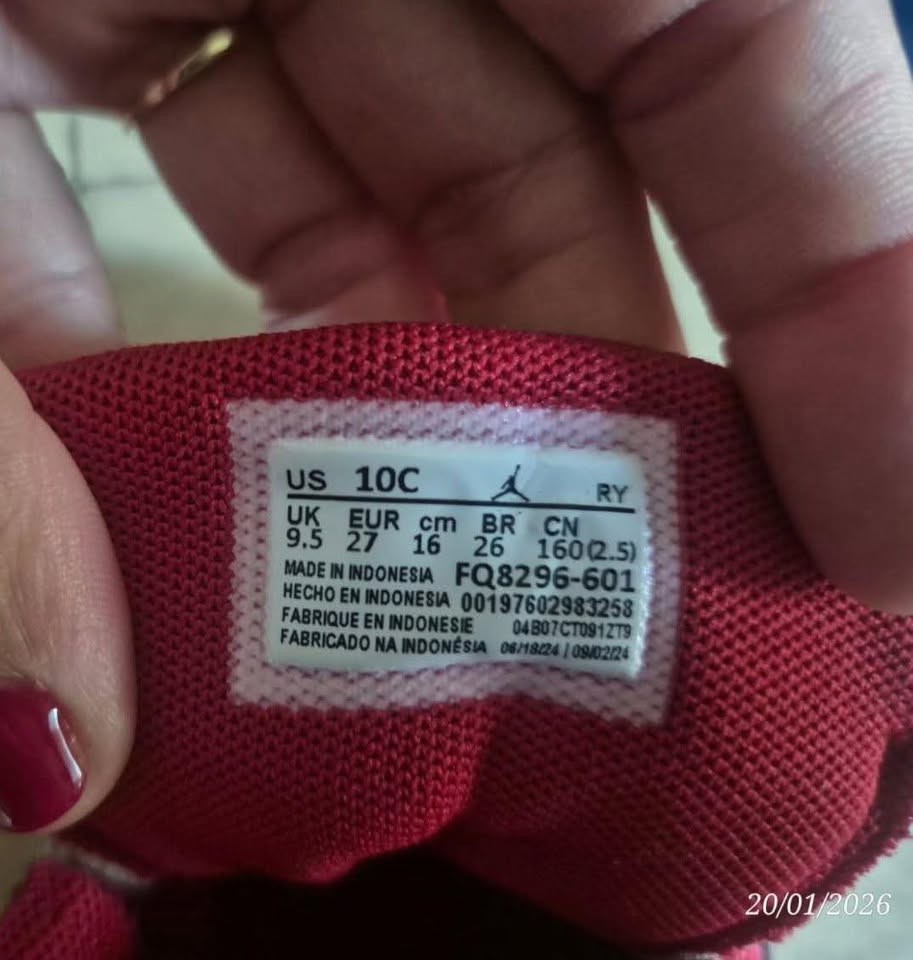 US 10C RY
UK EUR cm BR CN
9.5 27 16 26 160(2.5)
MADE IN INDONESIA FQ8296-601
HECHO EN INDONESIA 00197602983258
FABRIQUE EN INDONESIE 04B07CT091ZT9
FABRICADO NA INDONÉSIA 06/18/24 | 09/02/24
20/01/2026